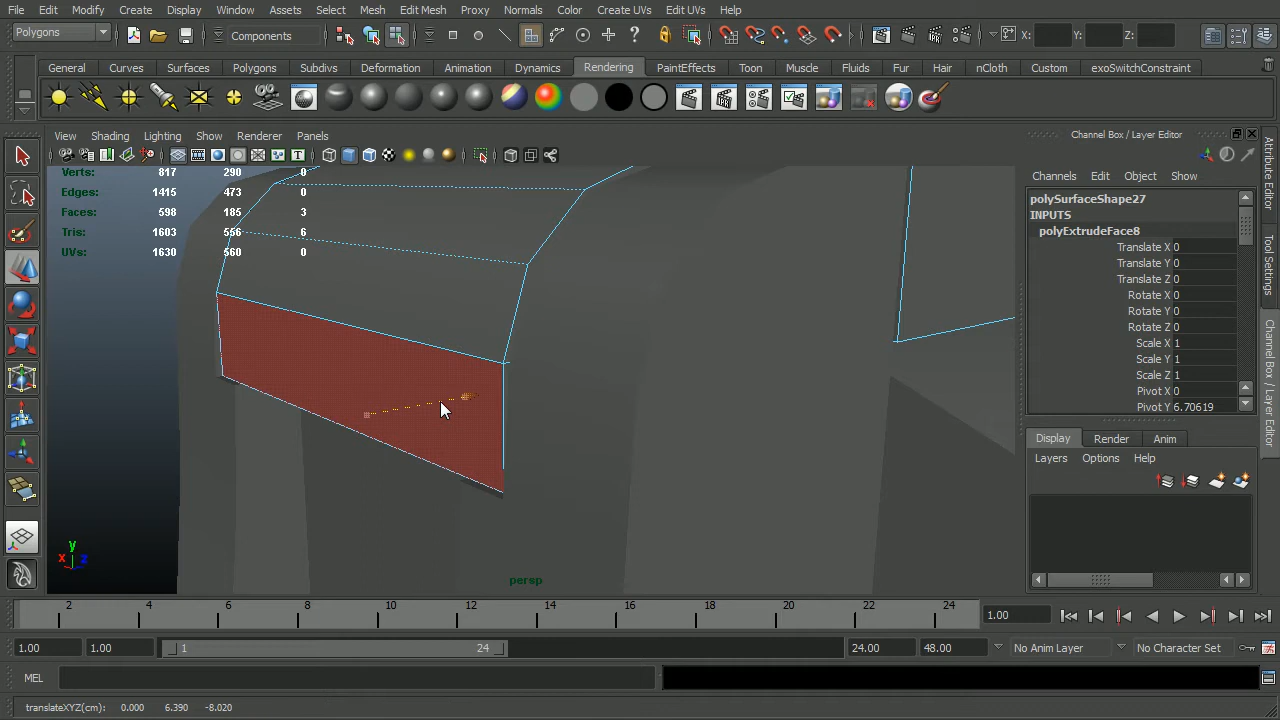 File Edit Modify Create Display Window Assets Select Mesh Edit Mesh Proxy Normals Color Create UVs Edit UVs Help
Polygons Components X: Y: Z:
General Curves Surfaces Polygons Subdivs Deformation Animation Dynamics Rendering PaintEffects Toon Muscle Fluids Fur Hair nCloth Custom exoSwitchConstraint
View Shading Lighting Show Renderer Panels
Channel Box / Layer Editor
Channels Edit Object Show
Verts: 817 290 0
Edges: 1415 473 0
Faces: 598 185 3
Tris: 1603 556 6
UVs: 1630 560 0
polySurfaceShape27
INPUTS
polyExtrudeFace8
Translate X 0
Translate Y 0
Translate Z 0
Rotate X 0
Rotate Y 0
Rotate Z 0
Scale X 1
Scale Y 1
Scale Z 1
Pivot X 0
Pivot Y 6.70619
Attribute Editor
Tool Settings
Channel Box / Layer Editor
Display Render Anim
Layers Options Help
y
x z
persp
2 4 6 8 10 12 14 16 18 20 22 24
1.00
1.00 1.00 1 24 24.00 48.00 No Anim Layer No Character Set
MEL
translateXYZ(cm): 0.000 6.390 -8.020